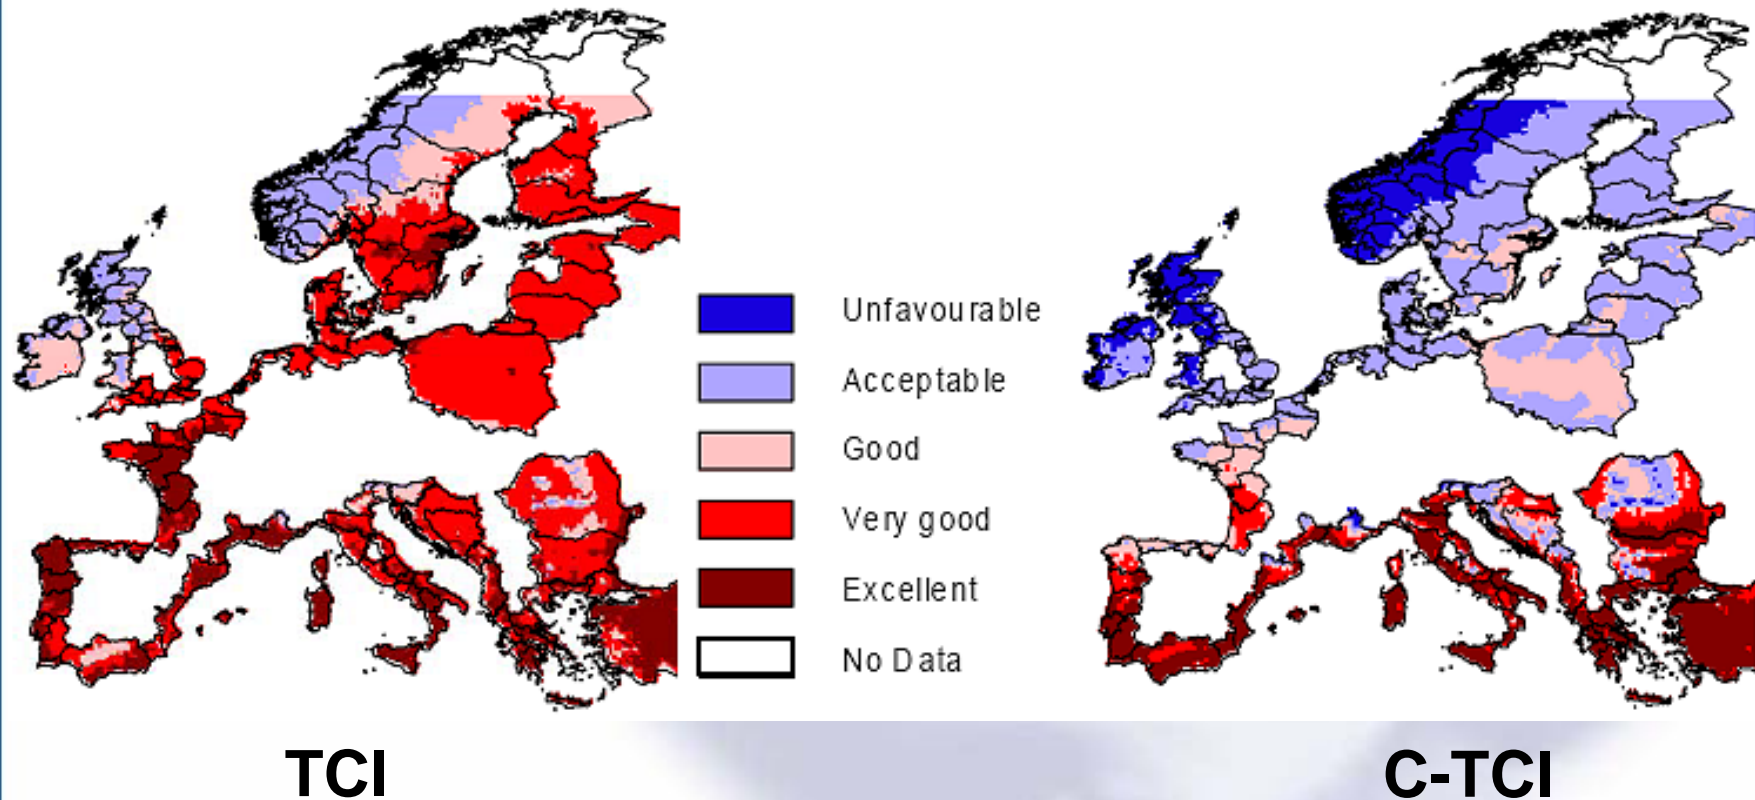 Unfavourable
Acceptable
Good
Very good
Excellent
No Data
TCI
C-TCI